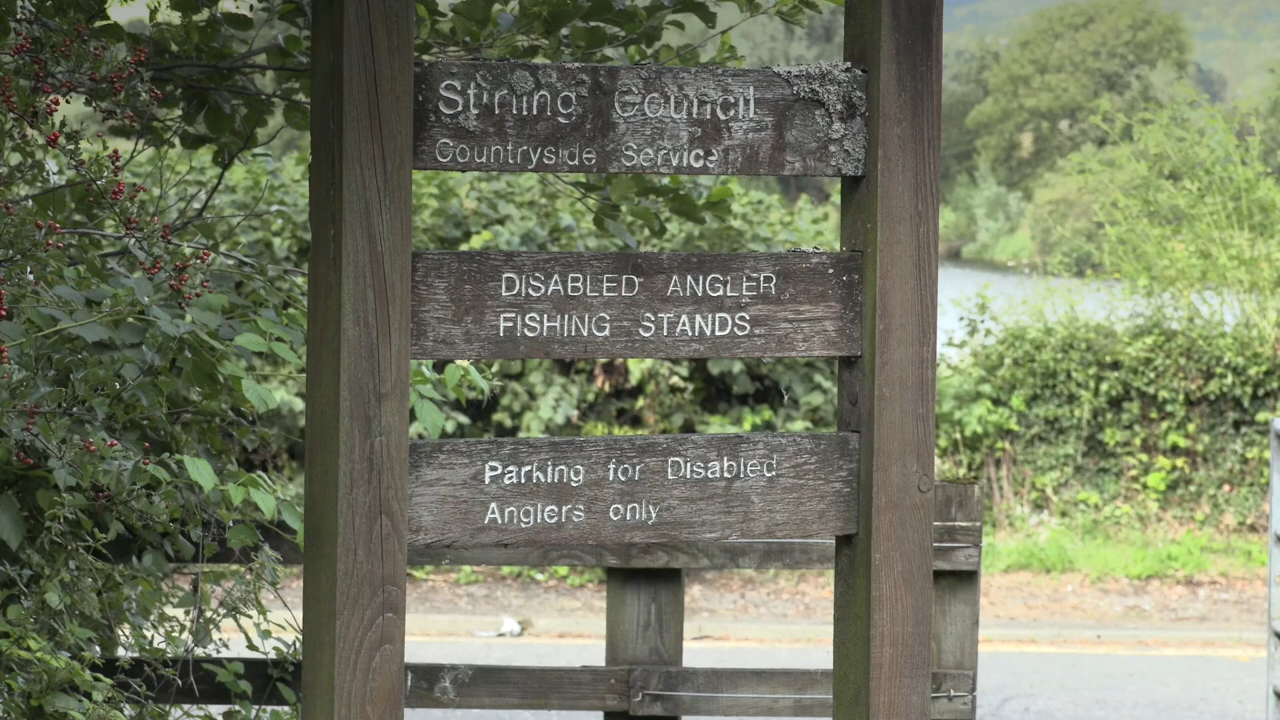 Stirling Council
Countryside Service
DISABLED ANGLER
FISHING STANDS
Parking for Disabled
Anglers only